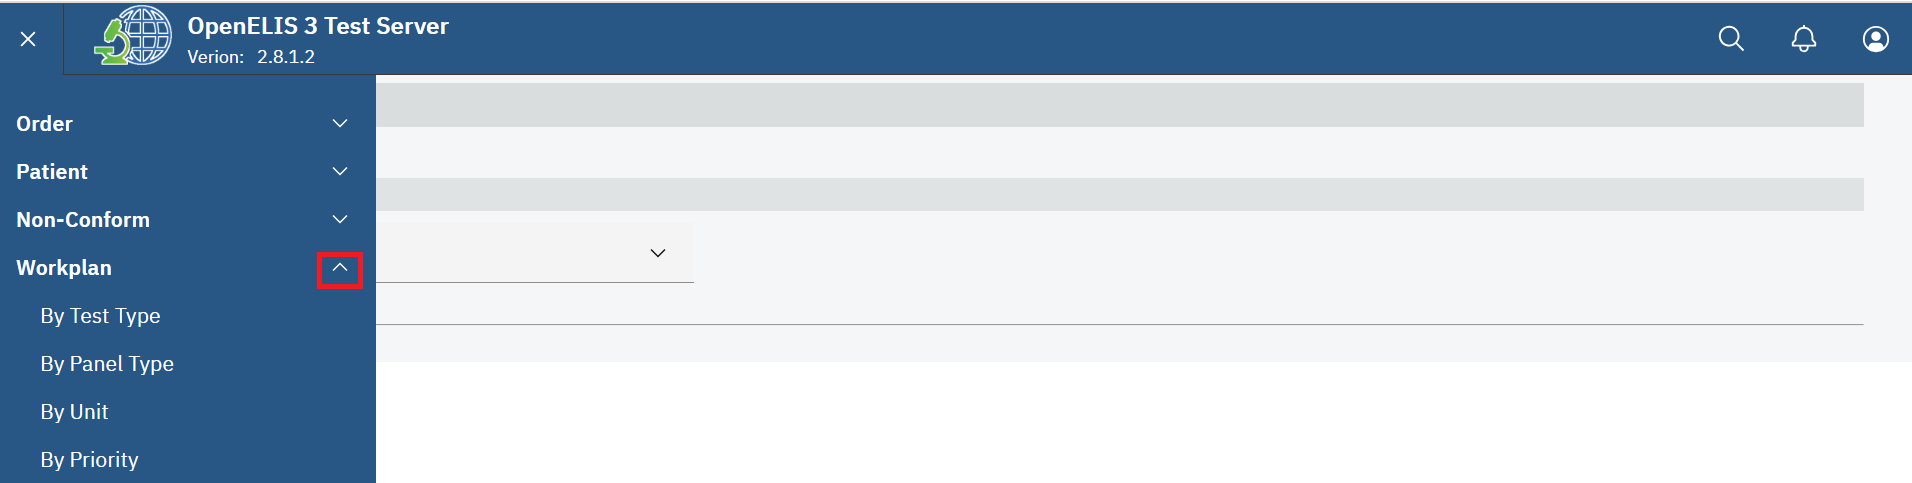 OpenELIS 3 Test Server
Verion: 2.8.1.2
Order
Patient
Non-Conform
Workplan
By Test Type
By Panel Type
By Unit
By Priority